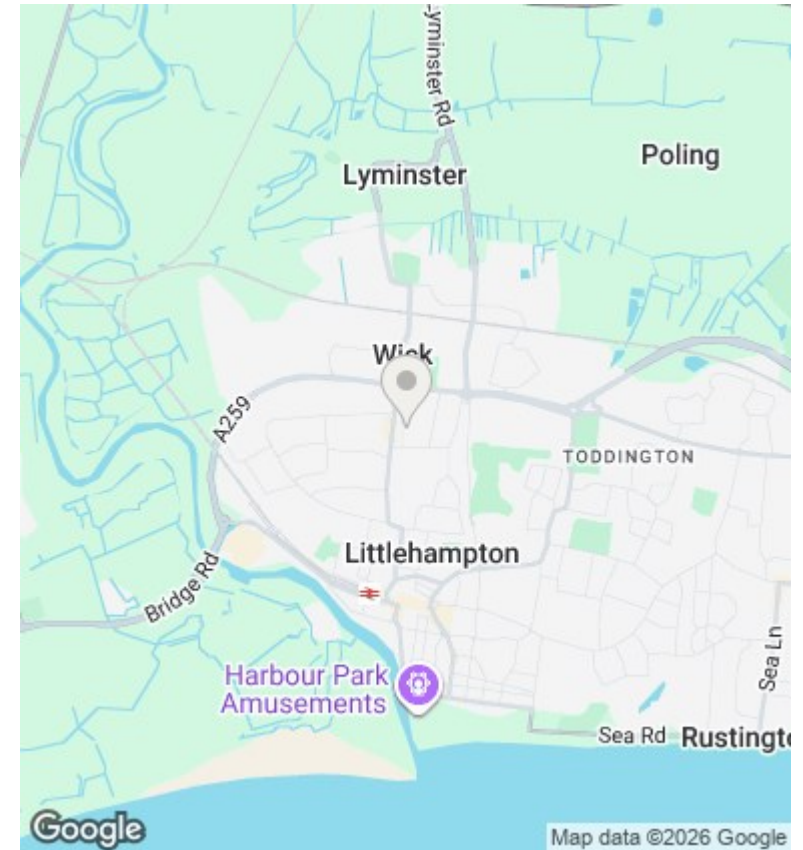 Lyminster Rd
Poling
Lyminster
Wick
A259
TODDINGTON
Littlehampton
Bridge Rd
Harbour Park
Amusements
Sea Ln
Sea Rd
Rustingto
Google
Map data ©2026 Google